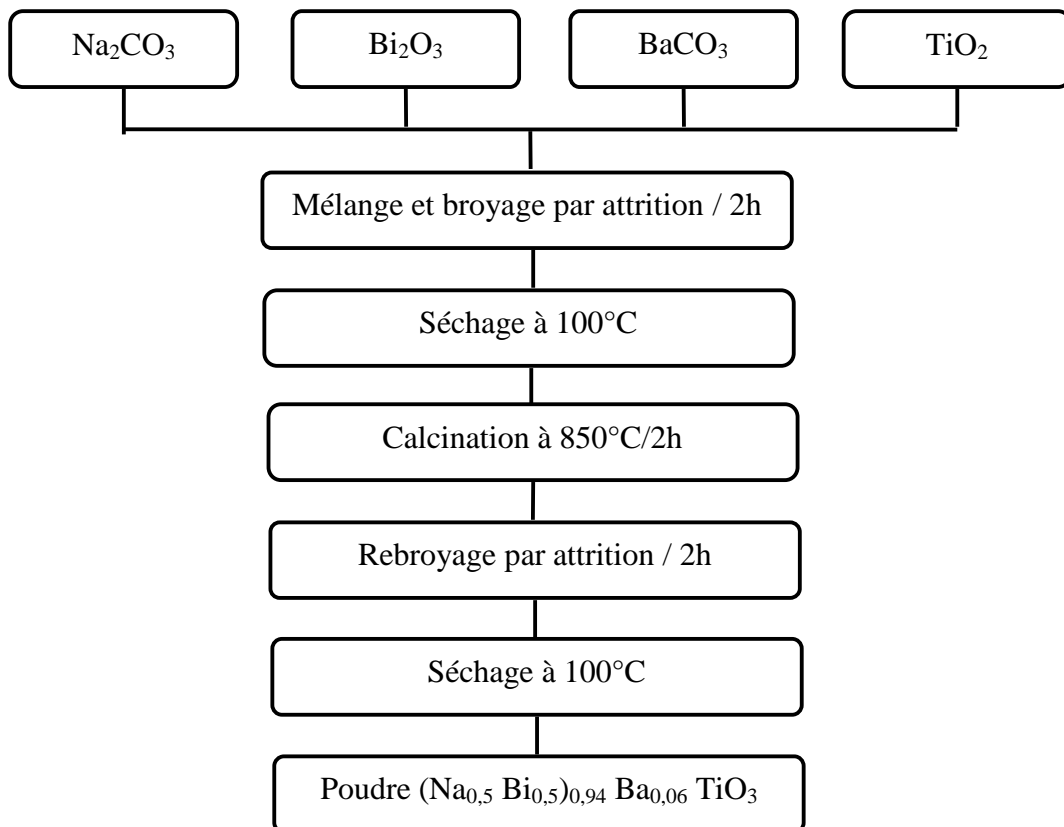 Na₂CO₃
Bi₂O₃
BaCO₃
TiO₂
Mélange et broyage par attrition / 2h
Séchage à 100°C
Calcination à 850°C/2h
Rebroyage par attrition / 2h
Séchage à 100°C
Poudre (Na₀,₅ Bi₀,₅)₀,₉₄ Ba₀,₀₆ TiO₃